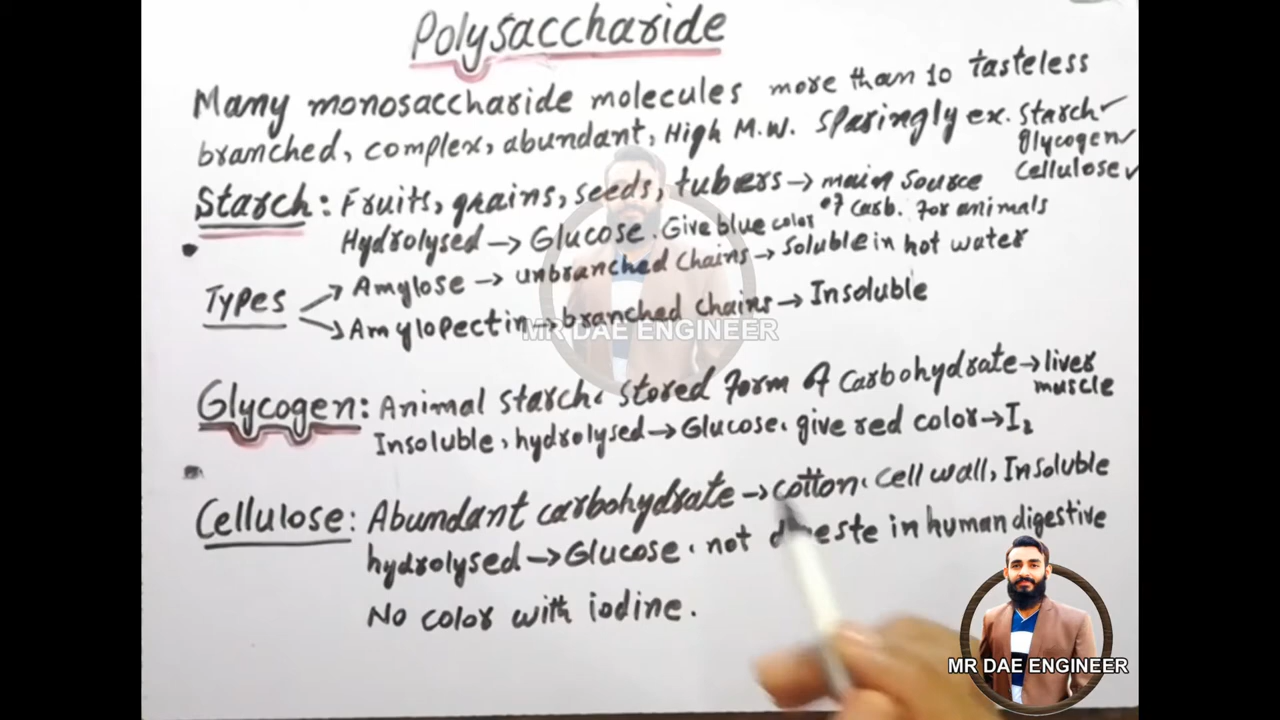 Polysaccharide
Many monosaccharide molecules more than 10 tasteless
branched, complex, abundant, High M.W. Sparingly ex. Starch ✓
glycogen ✓
Cellulose ✓
Starch: Fruits, grains, seeds, tubers → main source
of carb. for animals
Hydrolysed → Glucose. Give blue color
Types → Amylose → unbranched chains → Soluble in hot water
→ Amylopectin → branched chains → Insoluble
MR DAE ENGINEER
Glycogen: Animal starch, stored form of carbohydrate → liver
muscle
Insoluble, hydrolysed → Glucose, give red color → I₂
Cellulose: Abundant carbohydrate → cotton, cell wall, Insoluble
hydrolysed → Glucose, not digeste in human digestive
No color with iodine.
MR DAE ENGINEER